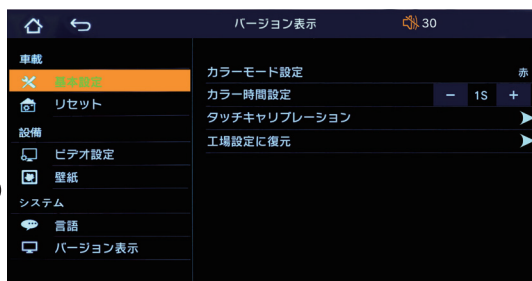 バージョン表示 30
車載
基本設定
リセット
設備
ビデオ設定
壁紙
システム
言語
バージョン表示
カラーモード設定 赤
カラー時間設定 − 1S +
タッチキャリブレーション
工場設定に復元